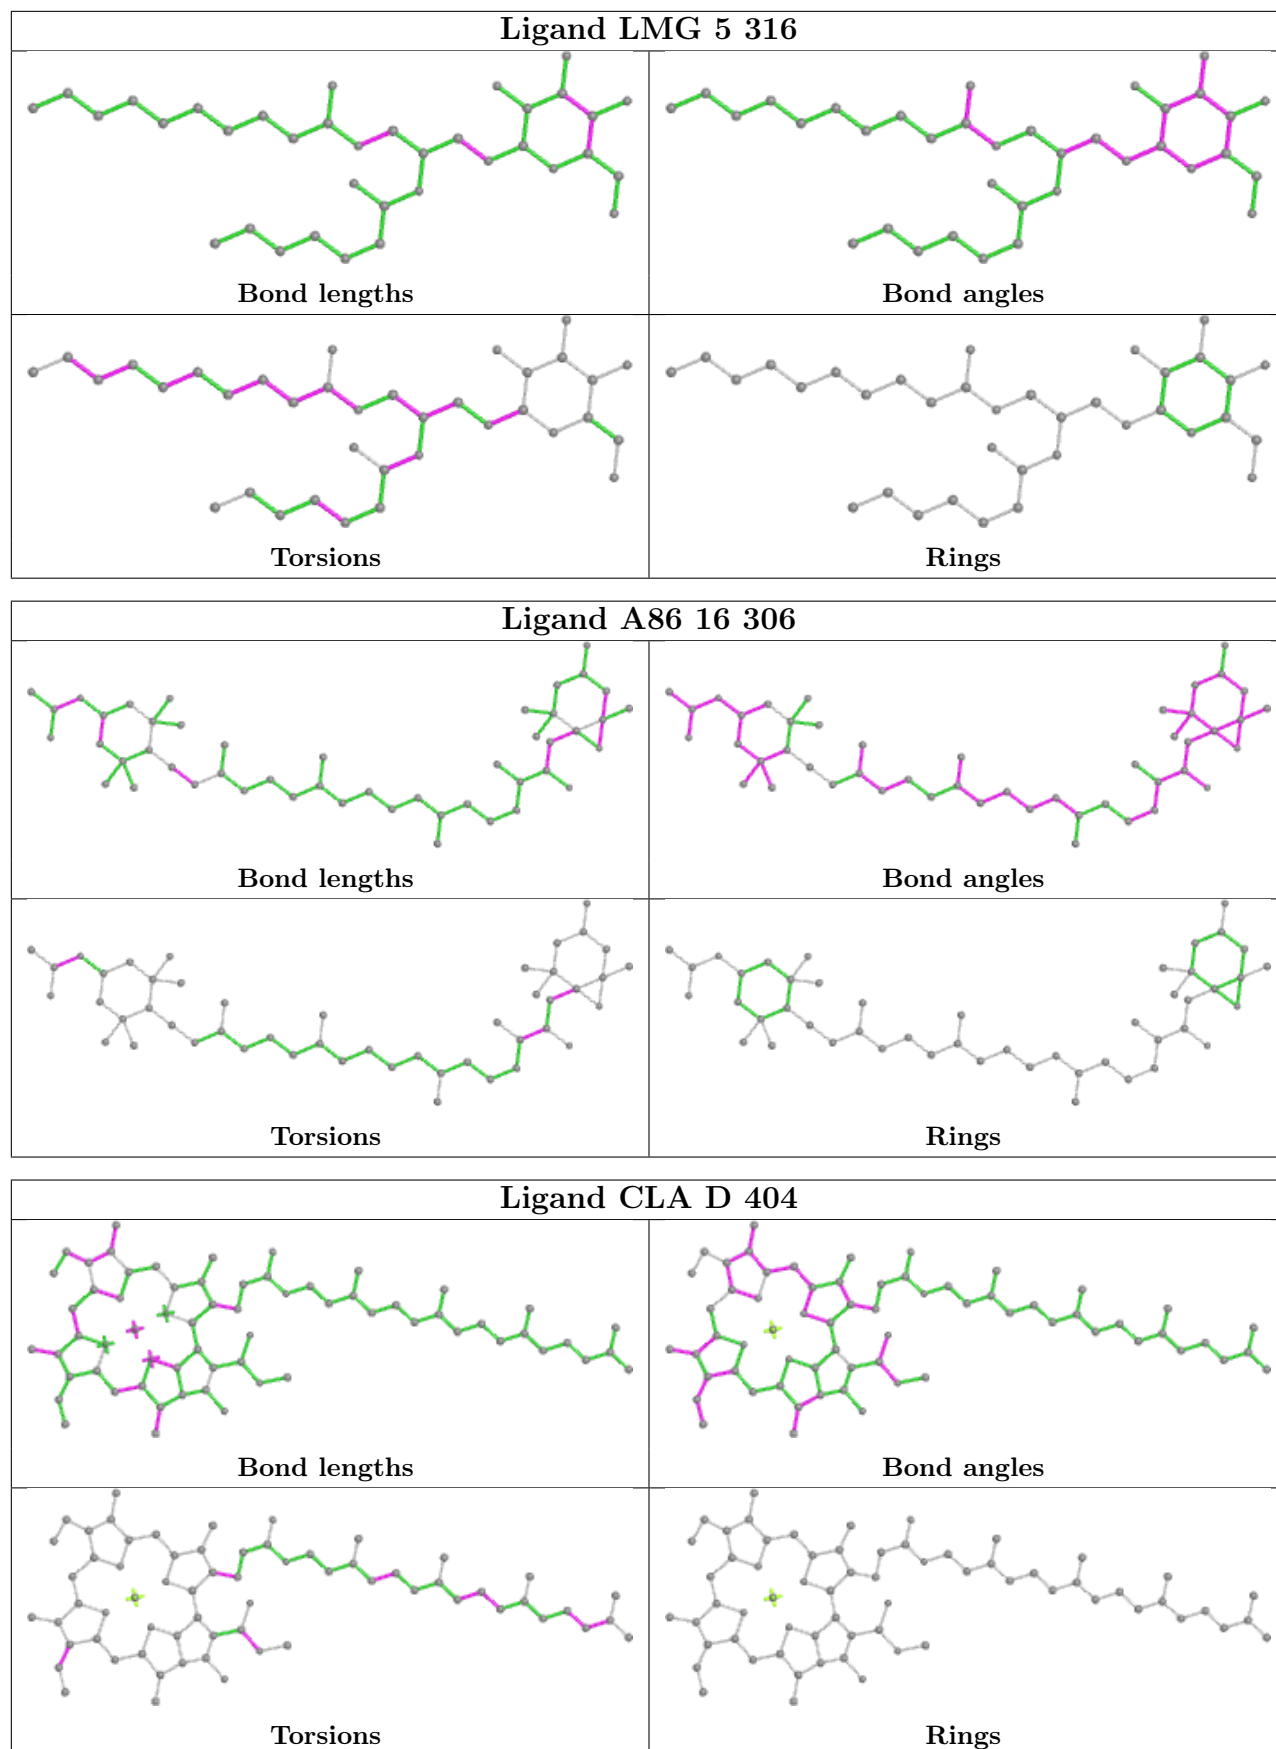 Ligand LMG 5 316
Bond lengths
Bond angles
Torsions
Rings
Ligand A86 16 306
Bond lengths
Bond angles
Torsions
Rings
Ligand CLA D 404
Bond lengths
Bond angles
Torsions
Rings